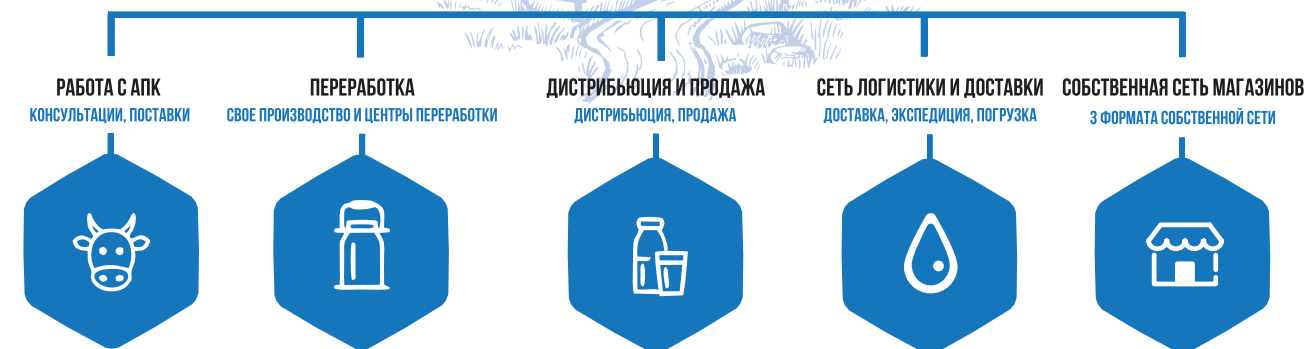 РАБОТА С АПК
КОНСУЛЬТАЦИИ, ПОСТАВКИ
ПЕРЕРАБОТКА
СВОЕ ПРОИЗВОДСТВО И ЦЕНТРЫ ПЕРЕРАБОТКИ
ДИСТРИБЬЮЦИЯ И ПРОДАЖА
ДИСТРИБЬЮЦИЯ, ПРОДАЖА
СЕТЬ ЛОГИСТИКИ И ДОСТАВКИ
ДОСТАВКА, ЭКСПЕДИЦИЯ, ПОГРУЗКА
СОБСТВЕННАЯ СЕТЬ МАГАЗИНОВ
3 ФОРМАТА СОБСТВЕННОЙ СЕТИ